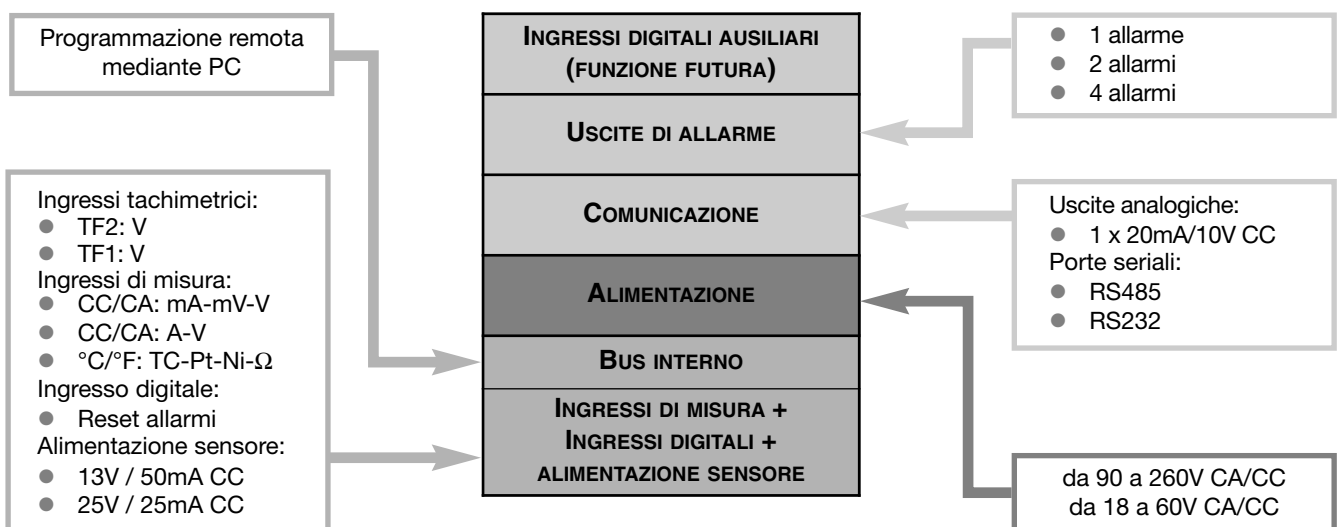 Programmazione remota
mediante PC
Ingressi tachimetrici:
● TF2: V
● TF1: V
Ingressi di misura:
● CC/CA: mA-mV-V
● CC/CA: A-V
● °C/°F: TC-Pt-Ni-Ω
Ingresso digitale:
● Reset allarmi
Alimentazione sensore:
● 13V / 50mA CC
● 25V / 25mA CC
INGRESSI DIGITALI AUSILIARI
(FUNZIONE FUTURA)
USCITE DI ALLARME
COMUNICAZIONE
ALIMENTAZIONE
BUS INTERNO
INGRESSI DI MISURA +
INGRESSI DIGITALI +
ALIMENTAZIONE SENSORE
● 1 allarme
● 2 allarmi
● 4 allarmi
Uscite analogiche:
● 1 x 20mA/10V CC
Porte seriali:
● RS485
● RS232
da 90 a 260V CA/CC
da 18 a 60V CA/CC